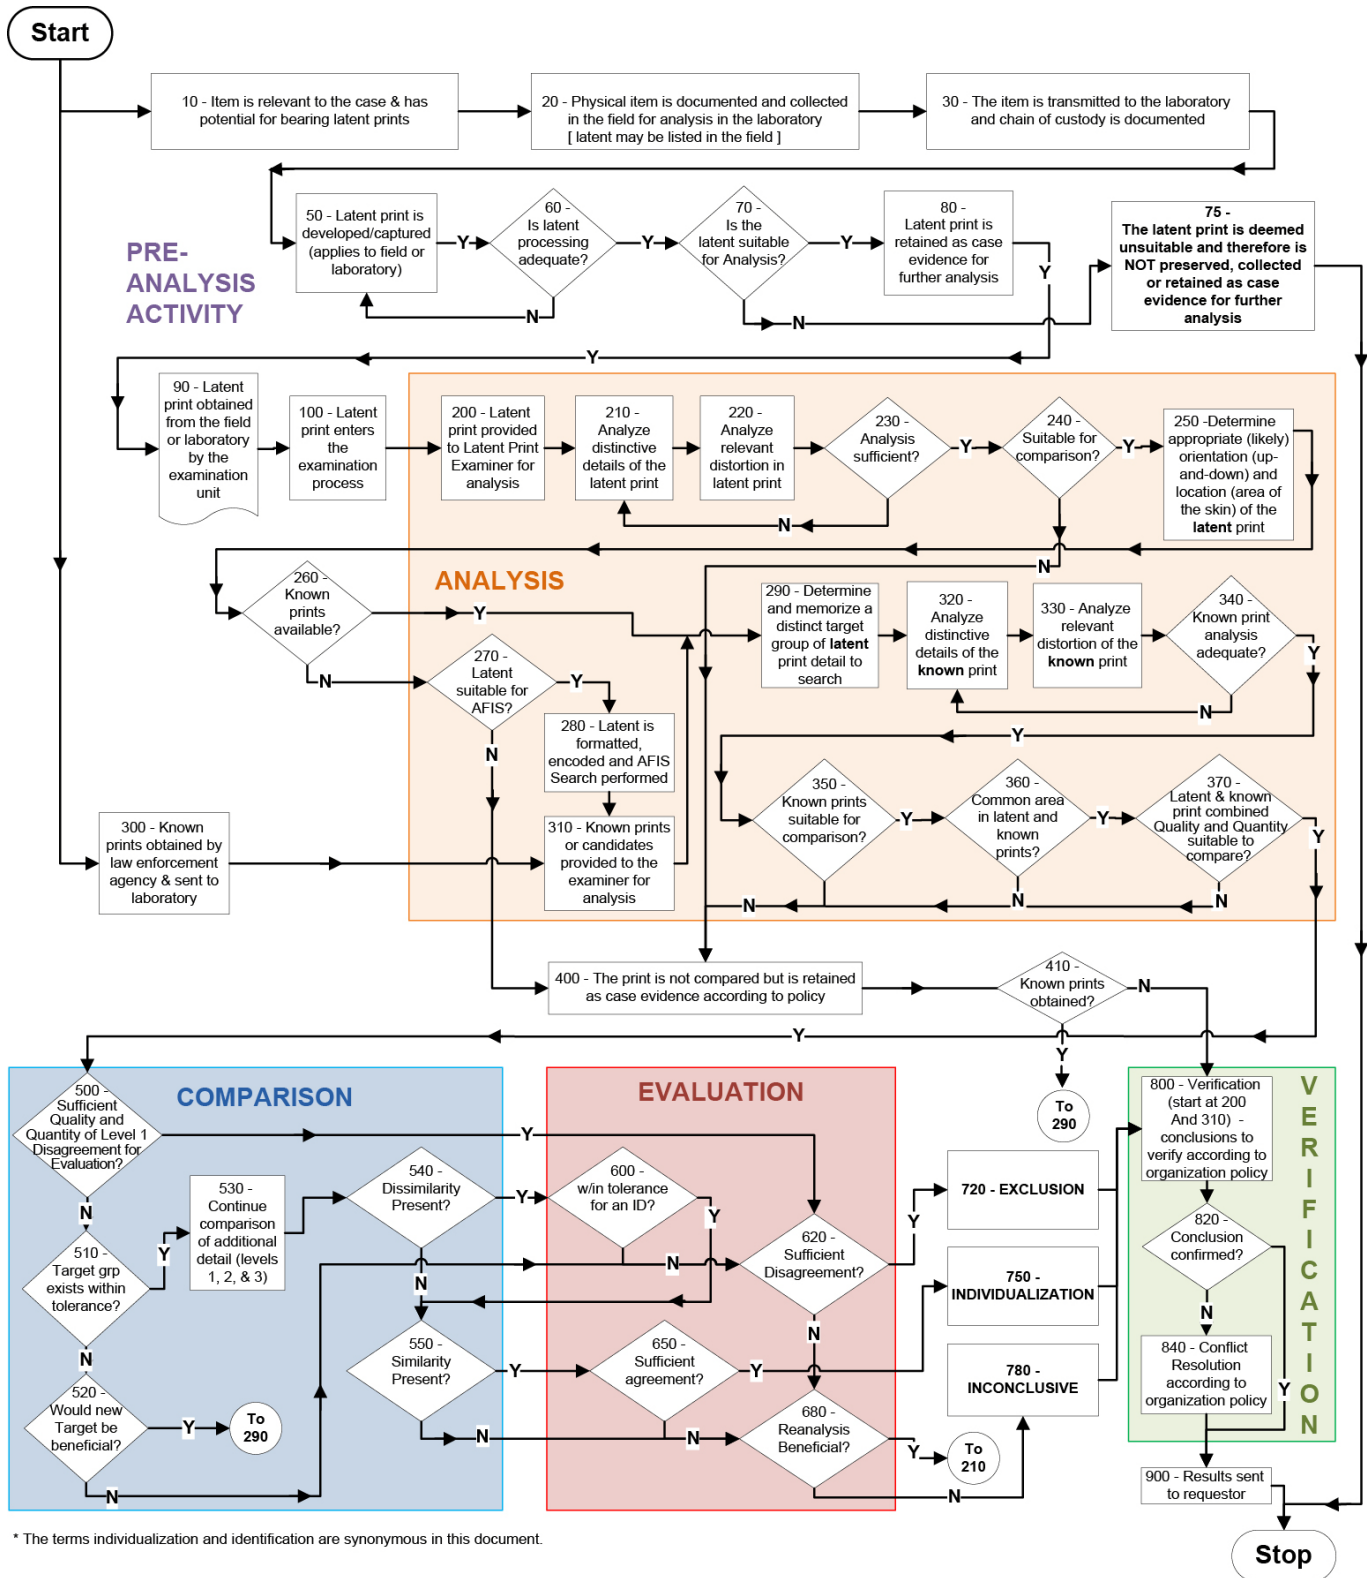 Start
10 - Item is relevant to the case & has
potential for bearing latent prints
20 - Physical item is documented and collected
in the field for analysis in the laboratory
[ latent may be listed in the field ]
30 - The item is transmitted to the laboratory
and chain of custody is documented
PRE-
ANALYSIS
ACTIVITY
50 - Latent print is
developed/captured
(applies to field or
laboratory)
Y
60 -
Is latent
processing
adequate?
N
Y
70 -
Is the
latent suitable
for Analysis?
Y
N
80 -
Latent print is
retained as case
evidence for
further analysis
Y
75 -
The latent print is deemed
unsuitable and therefore is
NOT preserved, collected
or retained as case
evidence for further
analysis
Y
90 - Latent
print obtained
from the field
or laboratory
by the
examination
unit
100 - Latent
print enters
the
examination
process
200 - Latent
print provided
to Latent Print
Examiner for
analysis
210 -
Analyze
distinctive
details of the
latent print
220 -
Analyze
relevant
distortion in
latent print
230 -
Analysis
sufficient?
Y
N
240 -
Suitable for
comparison?
Y
N
250 -Determine
appropriate (likely)
orientation (up-
and-down) and
location (area of
the skin) of the
latent print
ANALYSIS
260 -
Known
prints
available?
Y
N
270 -
Latent
suitable for
AFIS?
Y
N
280 - Latent is
formatted,
encoded and AFIS
Search performed
290 - Determine
and memorize a
distinct target
group of latent
print detail to
search
320 -
Analyze
distinctive
details of the
known print
330 - Analyze
relevant
distortion of the
known print
340 -
Known print
analysis
adequate?
Y
N
Y
300 - Known
prints obtained by
law enforcement
agency & sent to
laboratory
310 - Known prints
or candidates
provided to the
examiner for
analysis
350 -
Known prints
suitable for
comparison?
Y
360 -
Common area
in latent and
known
prints?
Y
370 -
Latent & known
print combined
Quality and Quantity
suitable to
compare?
Y
N
N
N
400 - The print is not compared but is retained
as case evidence according to policy
410 -
Known prints
obtained?
N
Y
Y
To
290
COMPARISON
500 -
Sufficient
Quality and
Quantity of Level 1
Disagreement for
Evaluation?
Y
N
510 -
Target grp
exists within
tolerance?
Y
N
520 -
Would new
Target be
beneficial?
Y
N
To
290
530 -
Continue
comparison
of additional
detail (levels
1, 2, & 3)
540 -
Dissimilarity
Present?
Y
N
550 -
Similarity
Present?
Y
N
EVALUATION
600 -
w/in tolerance
for an ID?
Y
N
620 -
Sufficient
Disagreement?
Y
N
650 -
Sufficient
agreement?
Y
N
680 -
Reanalysis
Beneficial?
Y
N
To
210
720 - EXCLUSION
750 -
INDIVIDUALIZATION
780 -
INCONCLUSIVE
VERIFICATION
800 - Verification
(start at 200
And 310)  -
conclusions to
verify according to
organization policy
820 -
Conclusion
confirmed?
N
Y
840 - Conflict
Resolution
according to
organization policy
900 - Results sent
to requestor
Stop
* The terms individualization and identification are synonymous in this document.